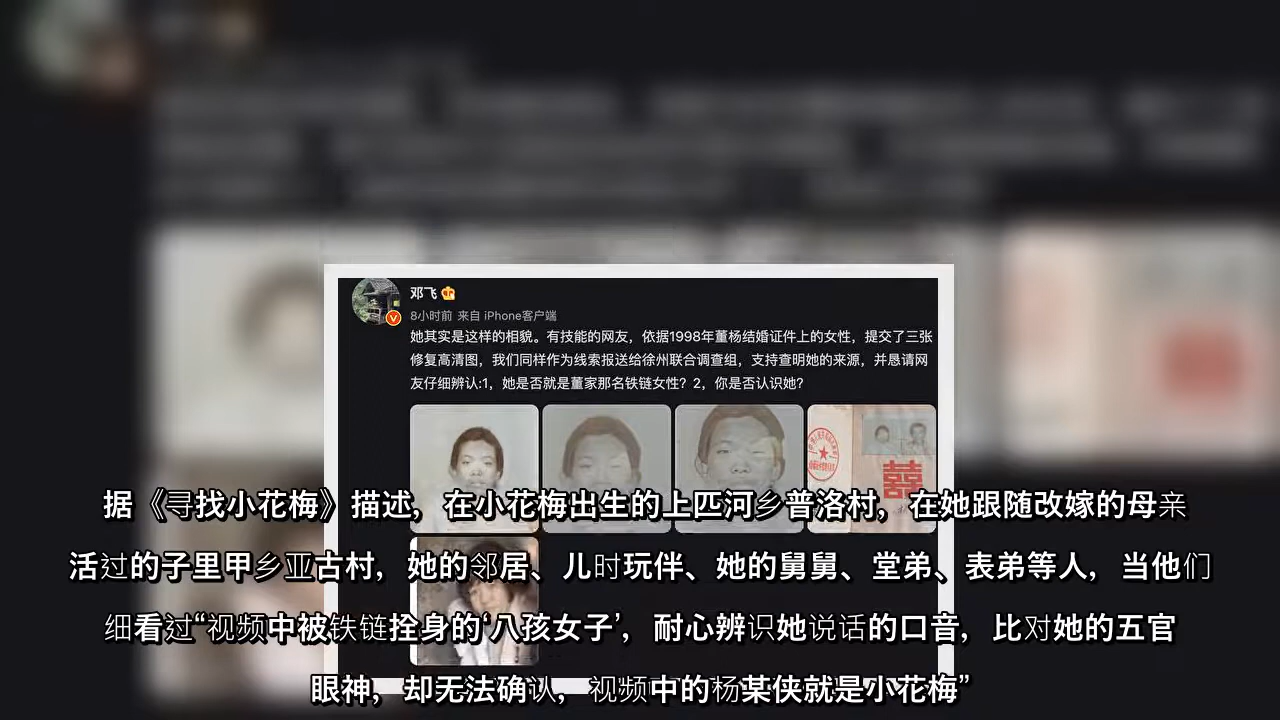 邓飞
8小时前 来自 iPhone客户端
她其实是这样的相貌。有技能的网友，依据1998年董杨结婚证件上的女性，提交了三张
修复高清图，我们同样作为线索报送给徐州联合调查组，支持查明她的来源，并恳请网
友仔细辨认:1，她是否就是董家那名铁链女性？2，你是否认识她？
囍
据《寻找小花梅》描述，在小花梅出生的上匹河乡普洛村，在她跟随改嫁的母亲
活过的子里甲乡亚古村，她的邻居、儿时玩伴、她的舅舅、堂弟、表弟等人，当他们
细看过“视频中被铁链拴身的‘八孩女子’，耐心辨识她说话的口音，比对她的五官
眼神，却无法确认，视频中的杨某侠就是小花梅”